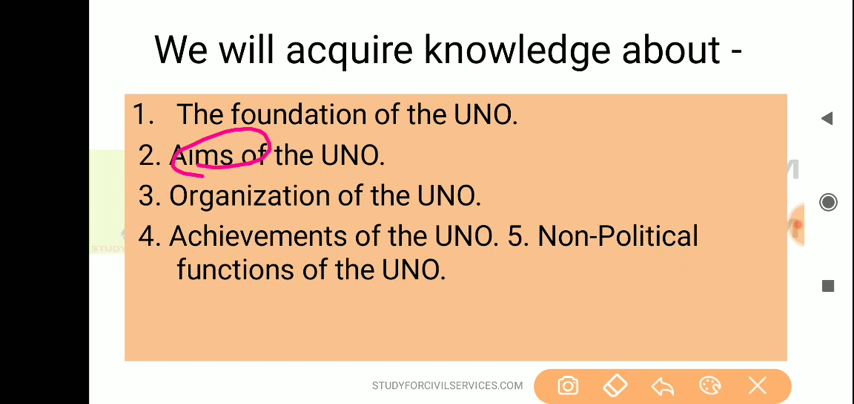 We will acquire knowledge about -
1. The foundation of the UNO.
2. Aims of the UNO.
3. Organization of the UNO.
4. Achievements of the UNO. 5. Non-Political
functions of the UNO.
STUDYFORCIVILSERVICES.COM